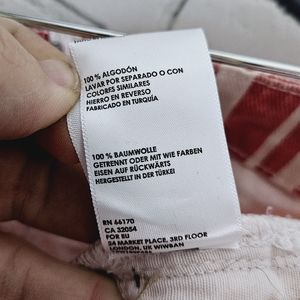 100 % ALGODÓN
LAVAR POR SEPARADO O CON
COLORES SIMILARES
HIERRO EN REVERSO
FABRICADO EN TURQUÍA
100 % BAUMWOLLE
GETRENNT ODER MIT WIE FARBEN
EISEN AUF RÜCKWÄRTS
HERGESTELLT IN DER TÜRKEI
RN 66170
CA 32054
FOR EU
24 MARKET PLACE, 3RD FLOOR
LONDON, UK WIWBAN